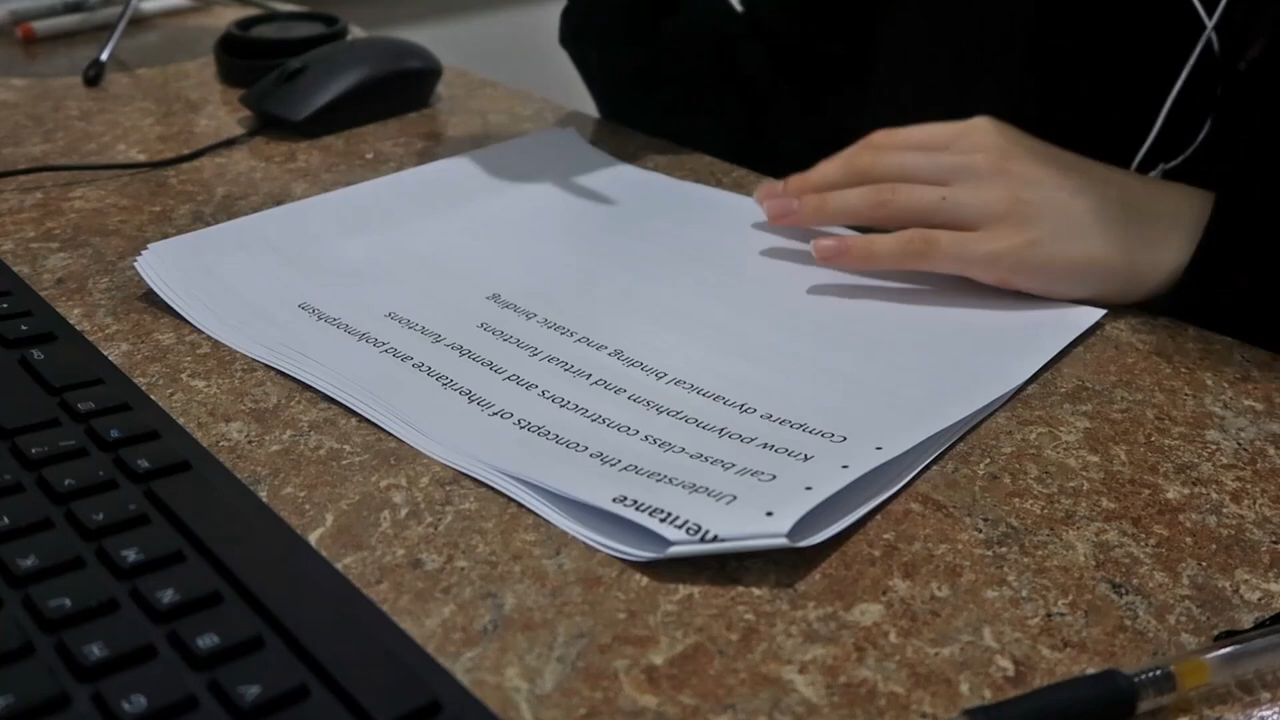 heritance
Understand the concepts of inheritance and polymorphism
Call base-class constructors and member functions
Know polymorphism and virtual functions
Compare dynamical binding and static binding